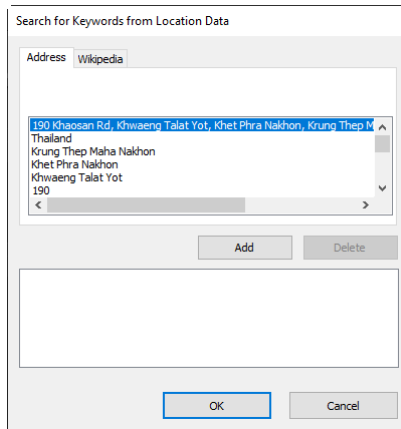 Search for Keywords from Location Data
Address Wikipedia
190 Khaosan Rd, Khwaeng Talat Yot, Khet Phra Nakhon, Krung Thep M
Thailand
Krung Thep Maha Nakhon
Khet Phra Nakhon
Khwaeng Talat Yot
190
Add Delete
OK Cancel